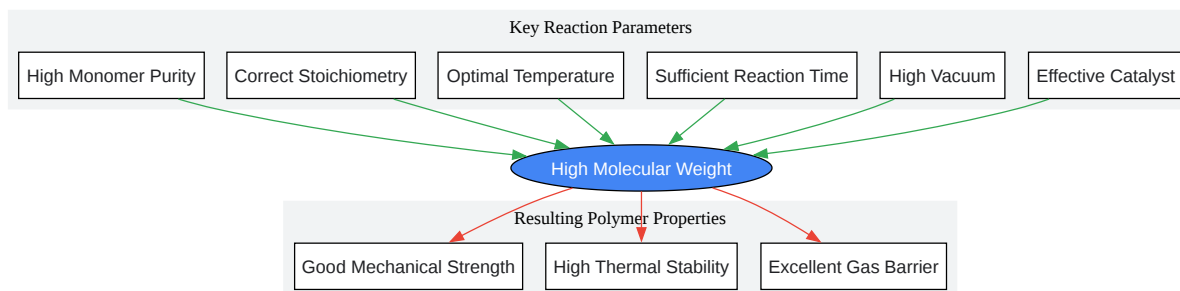 Key Reaction Parameters
High Monomer Purity
Correct Stoichiometry
Optimal Temperature
Sufficient Reaction Time
High Vacuum
Effective Catalyst
High Molecular Weight
Resulting Polymer Properties
Good Mechanical Strength
High Thermal Stability
Excellent Gas Barrier